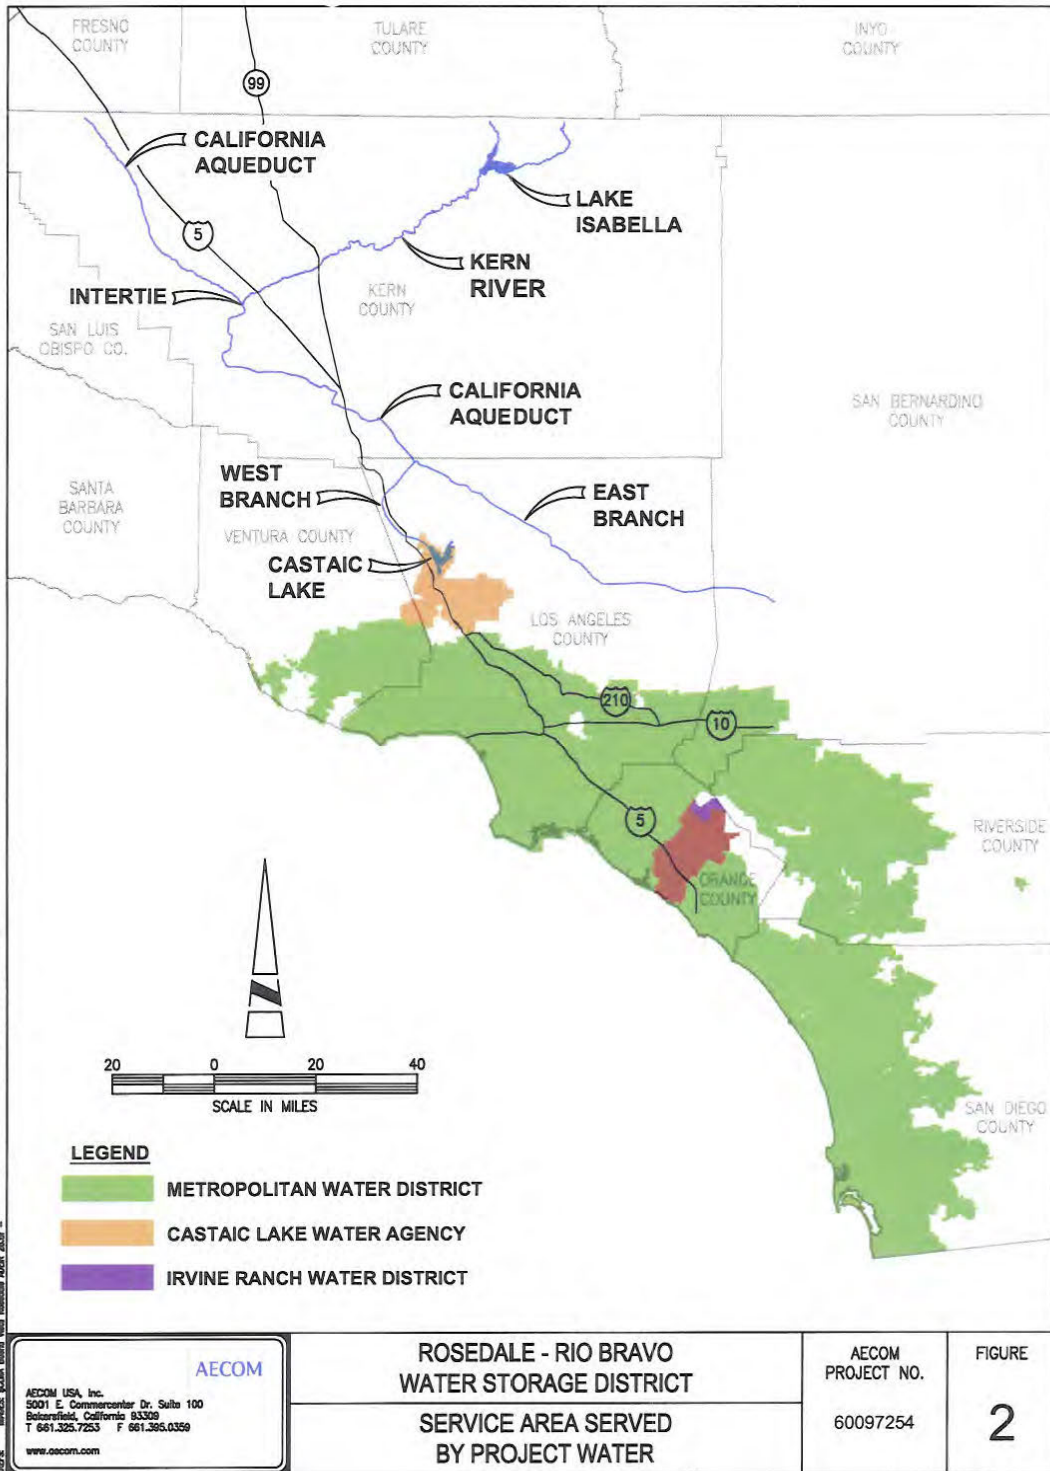 FRESNO
COUNTY
TULARE
COUNTY
INYO
COUNTY
99
CALIFORNIA
AQUEDUCT
LAKE
ISABELLA
5
KERN
RIVER
INTERTIE
KERN
COUNTY
SAN LUIS
OBISPO CO.
CALIFORNIA
AQUEDUCT
SAN BERNARDINO
COUNTY
WEST
BRANCH
EAST
BRANCH
SANTA
BARBARA
COUNTY
VENTURA COUNTY
CASTAIC
LAKE
LOS ANGELES
COUNTY
210
10
5
RIVERSIDE
COUNTY
ORANGE
COUNTY
N
20 0 20 40
SCALE IN MILES
SAN DIEGO
COUNTY
LEGEND
METROPOLITAN WATER DISTRICT
CASTAIC LAKE WATER AGENCY
IRVINE RANCH WATER DISTRICT
AECOM
AECOM USA, Inc.
5001 E. Commercenter Dr. Suite 100
Bakersfield, California 93309
T 661.325.7253 F 661.395.0359
www.aecom.com
ROSEDALE - RIO BRAVO
WATER STORAGE DISTRICT
SERVICE AREA SERVED
BY PROJECT WATER
AECOM
PROJECT NO.
60097254
FIGURE
2